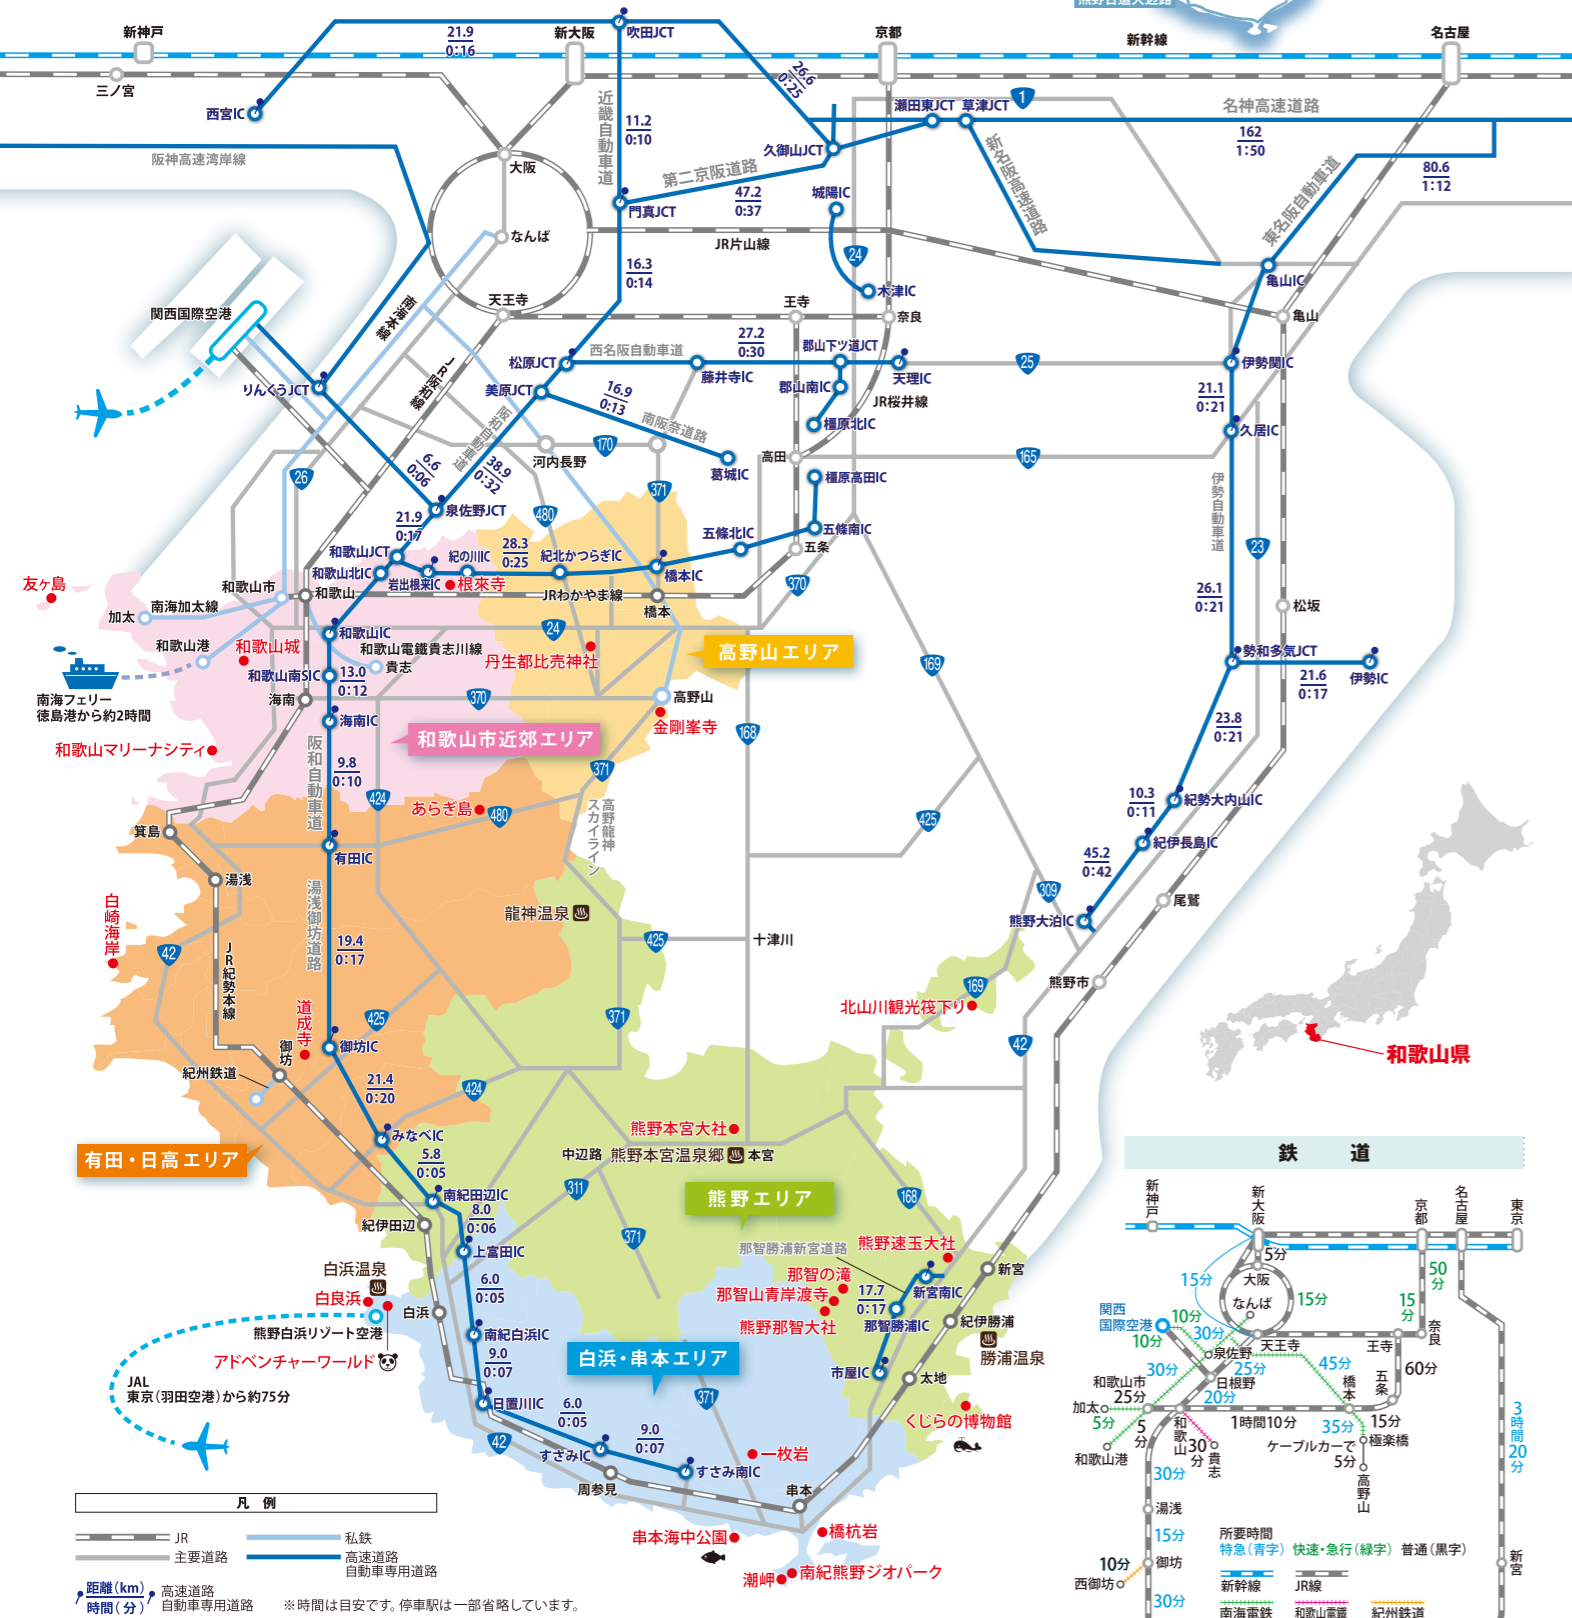 熊野古道大辺路
新神戸
新大阪
京都
新幹線
名古屋
三ノ宮
吹田JCT
21.9
0:16
26.6
0:25
西宮IC
近畿自動車道
11.2
0:10
瀬田東JCT
草津JCT
1
名神高速道路
162
1:50
80.6
1:12
阪神高速湾岸線
大阪
久御山JCT
第二京阪道路
47.2
0:37
新名阪高速道路
東名阪自動車道
門真JCT
城陽IC
なんば
JR片山線
24
16.3
0:14
木津IC
亀山IC
関西国際空港
南海本線
天王寺
王寺
奈良
亀山
りんくうJCT
JR阪和線
松原JCT
西名阪自動車道
27.2
0:30
郡山下ツ道JCT
藤井寺IC
天理IC
25
伊勢関IC
美原JCT
16.9
0:13
郡山南IC
JR桜井線
21.1
0:21
南阪奈道路
橿原北IC
久居IC
阪和自動車道
170
河内長野
高田
165
6.6
0:06
38.9
0:32
葛城IC
26
371
橿原高田IC
伊勢自動車道
泉佐野JCT
480
21.9
0:17
五條北IC
五條南IC
23
和歌山JCT
紀の川IC
28.3
0:25
紀北かつらぎIC
五条
和歌山北IC
岩出根来IC
根來寺
橋本IC
370
友ヶ島
和歌山市
和歌山
JRわかやま線
橋本
26.1
0:21
松坂
加太
南海加太線
和歌山IC
24
和歌山港
和歌山城
和歌山電鐵貴志川線
貴志
丹生都比売神社
高野山エリア
169
勢和多気JCT
21.6
0:17
伊勢IC
和歌山南SIC
13.0
0:12
南海フェリー
徳島港から約2時間
海南
370
高野山
海南IC
金剛峯寺
168
23.8
0:21
和歌山マリーナシティ
和歌山市近郊エリア
阪和自動車道
9.8
0:10
371
424
あらぎ島
480
高野龍神
スカイライン
425
10.3
0:11
紀勢大内山IC
箕島
有田IC
紀伊長島IC
45.2
0:42
湯浅
湯浅御坊道路
309
尾鷲
白崎海岸
龍神温泉
熊野大泊IC
42
JR紀勢本線
19.4
0:17
425
十津川
熊野市
169
道成寺
425
371
北山川観光筏下り
42
御坊
御坊IC
和歌山県
紀州鉄道
21.4
0:20
424
みなべIC
熊野本宮大社
有田・日高エリア
5.8
0:05
中辺路
熊野本宮温泉郷
本宮
南紀田辺IC
311
熊野エリア
168
紀伊田辺
8.0
0:06
371
上富田IC
那智勝浦新宮道路
熊野速玉大社
白浜温泉
那智の滝
新宮
白良浜
6.0
0:05
那智山青岸渡寺
17.7
0:17
新宮南IC
白浜
熊野那智大社
那智勝浦IC
紀伊勝浦
熊野白浜リゾート空港
南紀白浜IC
勝浦温泉
アドベンチャーワールド
9.0
0:07
白浜・串本エリア
市屋IC
太地
JAL
東京(羽田空港)から約75分
日置川IC
371
くじらの博物館
6.0
0:05
42
9.0
0:07
すさみIC
一枚岩
すさみ南IC
周参見
串本
串本海中公園
橋杭岩
潮岬
南紀熊野ジオパーク
凡 例
JR
私鉄
主要道路
高速道路
自動車専用道路
距離(km)
時間(分)
高速道路
自動車専用道路
※時間は目安です。停車駅は一部省略しています。
鉄 道
新神戸
新大阪
京都
名古屋
東京
5分
大阪
15分
なんば
15分
50分
15分
関西
国際空港
10分
10分
30分
天王寺
王寺
奈良
泉佐野
30分
25分
45分
60分
日根野
和歌山市
25分
20分
橋本
五条
加太
5分
5分
1時間10分
35分
15分
和歌山
30分
貴志
ケーブルカーで
5分
極楽橋
和歌山港
高野山
3時間20分
30分
湯浅
15分
所要時間
特急(青字) 快速・急行(緑字) 普通(黒字)
10分
御坊
新宮
西御坊
新幹線
JR線
30分
南海電鉄
和歌山電鐵
紀州鉄道